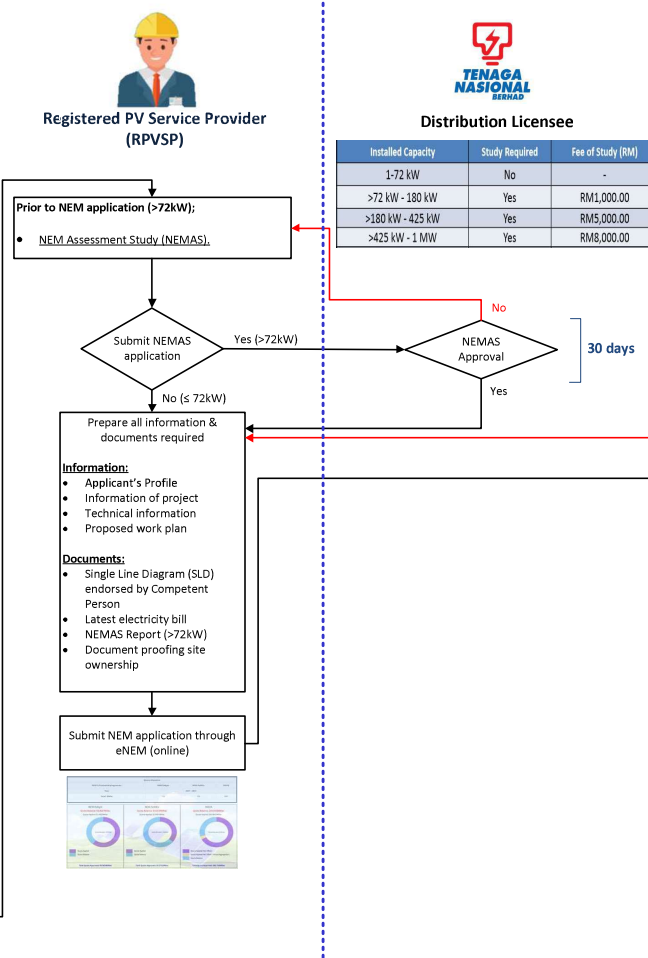 Registered PV Service Provider
(RPVSP)
TENAGA
NASIONAL
BERHAD
Distribution Licensee
Installed Capacity Study Required Fee of Study (RM)
1-72 kW No -
>72 kW - 180 kW Yes RM1,000.00
>180 kW - 425 kW Yes RM5,000.00
>425 kW - 1 MW Yes RM8,000.00
Prior to NEM application (>72kW);
• NEM Assessment Study (NEMAS).
No
Submit NEMAS
application
Yes (>72kW)
NEMAS
Approval
30 days
Yes
No (≤ 72kW)
Prepare all information &
documents required
Information:
• Applicant's Profile
• Information of project
• Technical information
• Proposed work plan
Documents:
• Single Line Diagram (SLD)
endorsed by Competent
Person
• Latest electricity bill
• NEMAS Report (>72kW)
• Document proofing site
ownership
Submit NEM application through
eNEM (online)